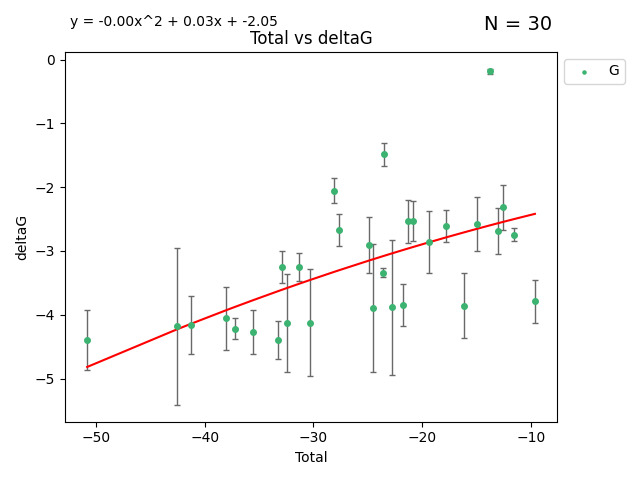 y = -0.00x^2 + 0.03x + -2.05
N = 30
Total vs deltaG
G
0
−1
−2
−3
−4
−5
deltaG
−50
−40
−30
−20
−10
Total